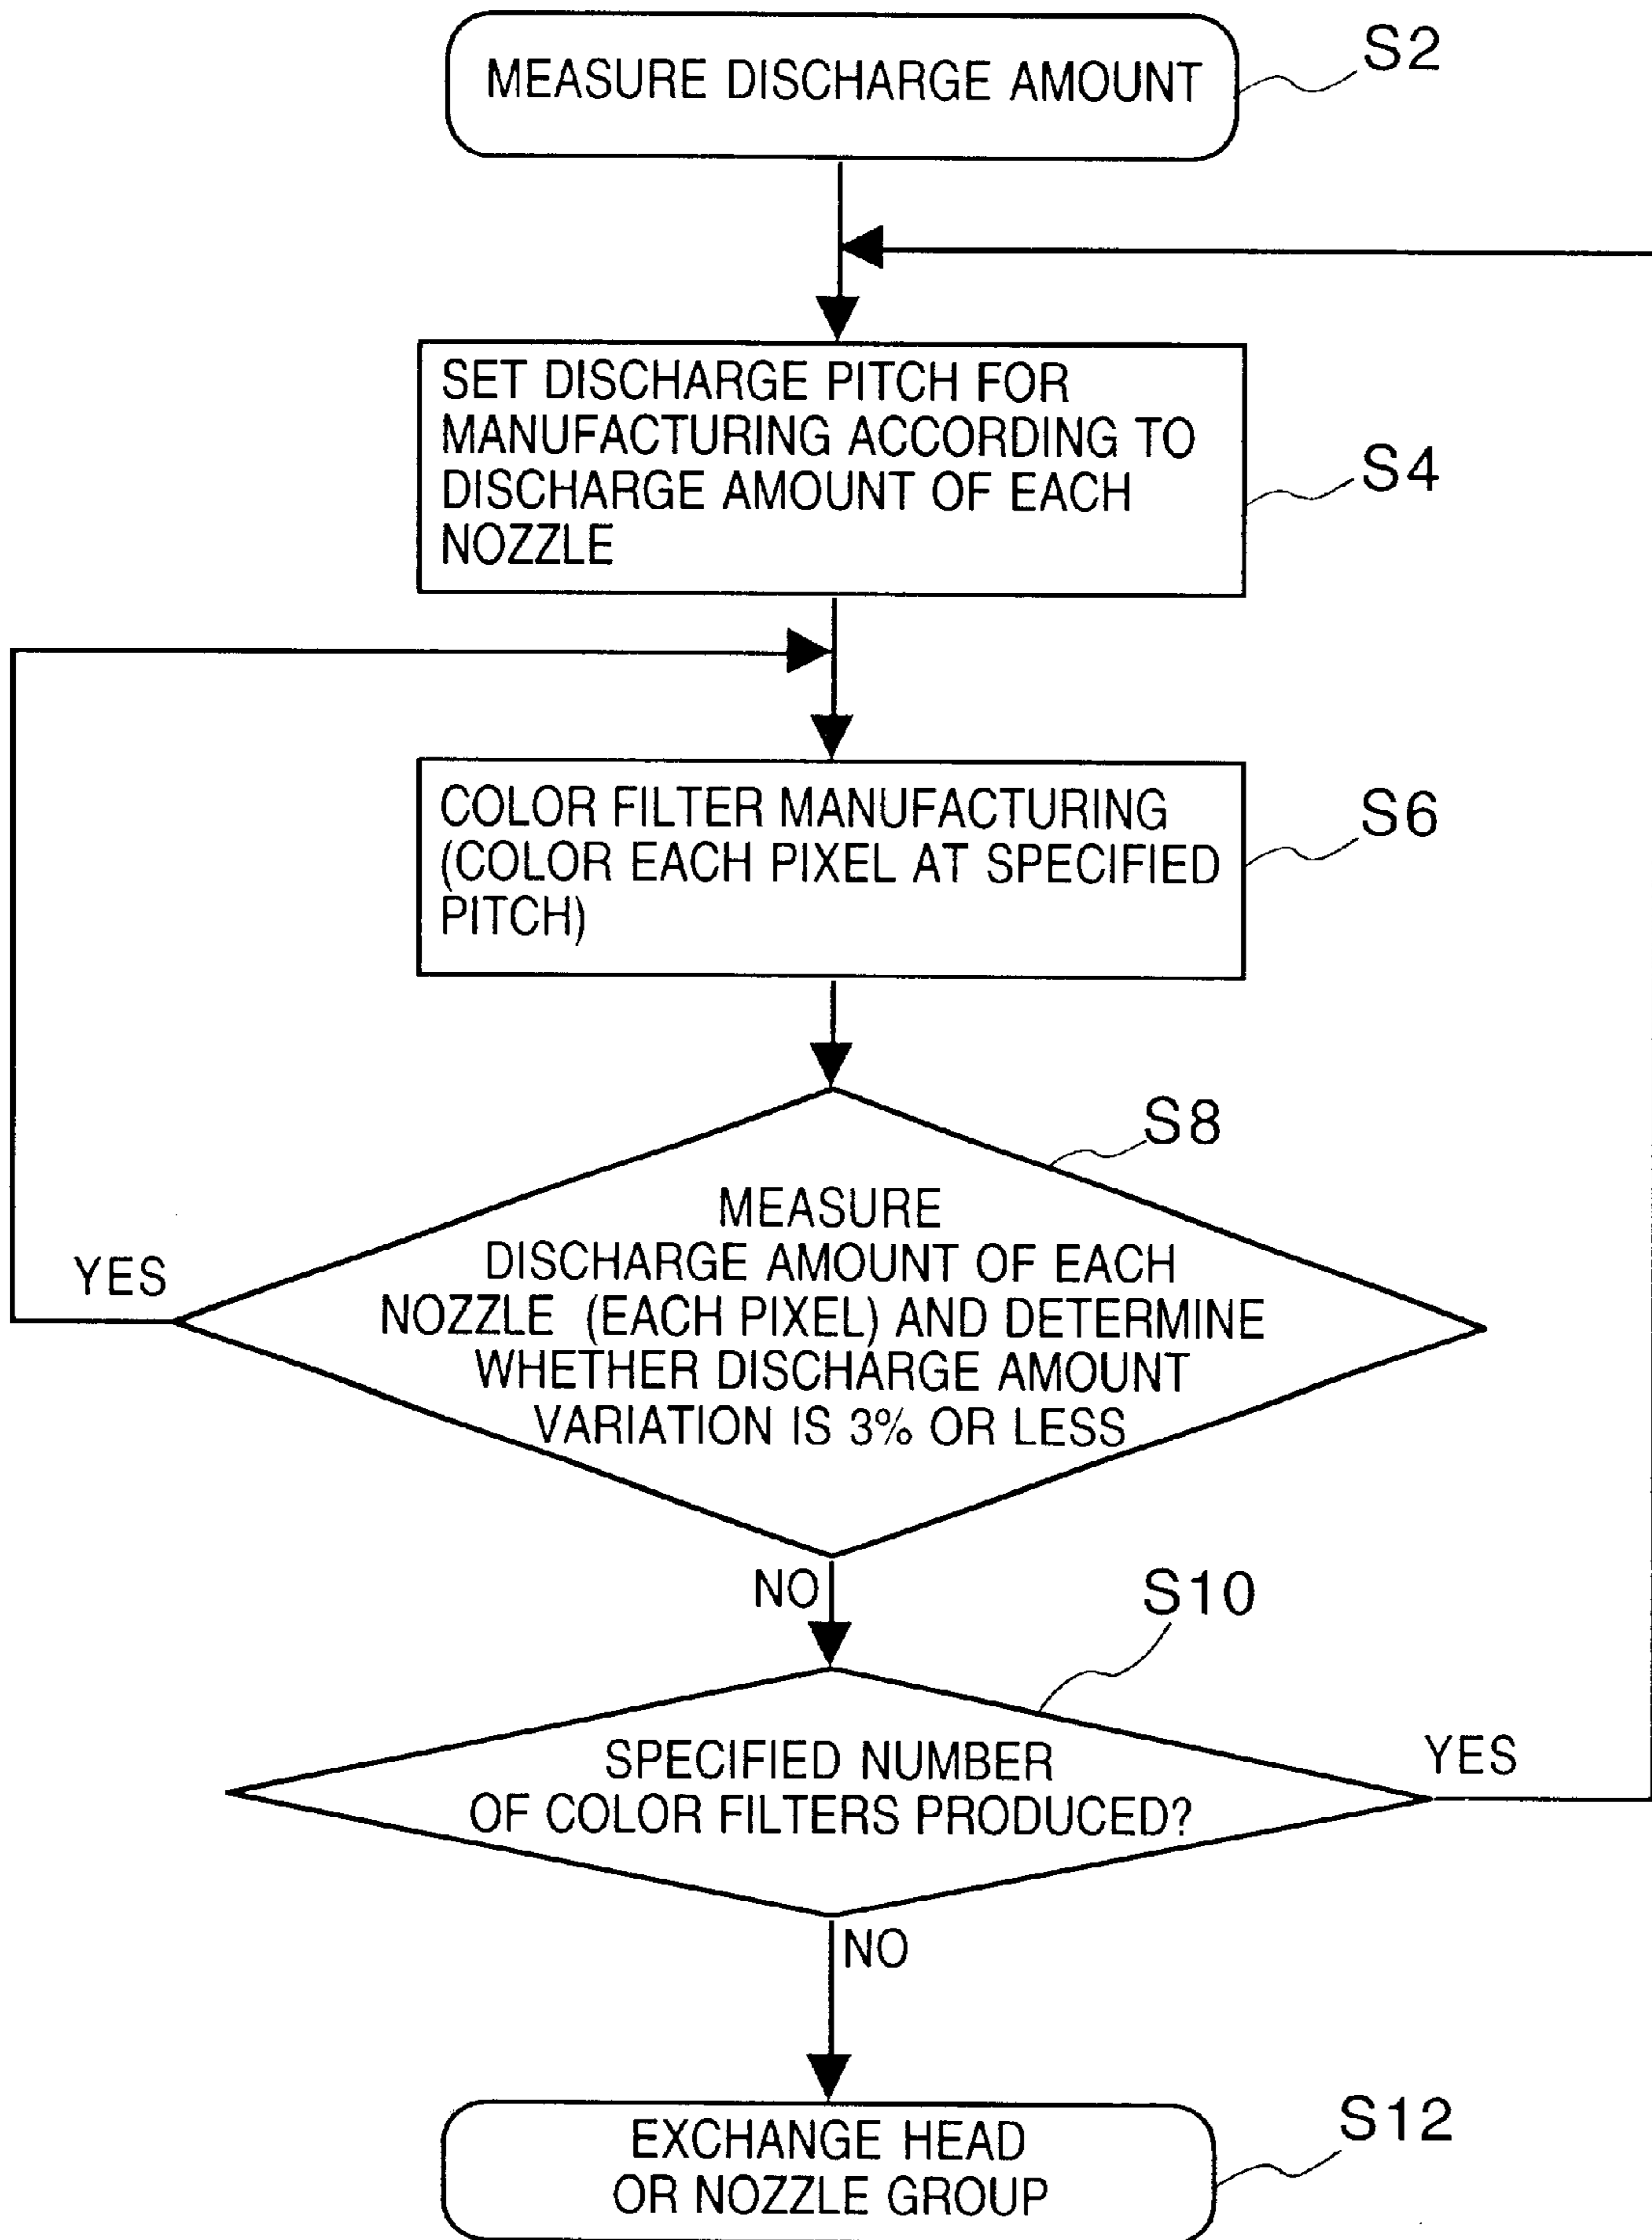 MEASURE DISCHARGE AMOUNT
S2
SET DISCHARGE PITCH FOR
MANUFACTURING ACCORDING TO
DISCHARGE AMOUNT OF EACH
NOZZLE
S4
COLOR FILTER MANUFACTURING
(COLOR EACH PIXEL AT SPECIFIED
PITCH)
S6
S8
MEASURE
DISCHARGE AMOUNT OF EACH
NOZZLE (EACH PIXEL) AND DETERMINE
WHETHER DISCHARGE AMOUNT
VARIATION IS 3% OR LESS
YES
NO
S10
SPECIFIED NUMBER
OF COLOR FILTERS PRODUCED?
YES
NO
EXCHANGE HEAD
OR NOZZLE GROUP
S12